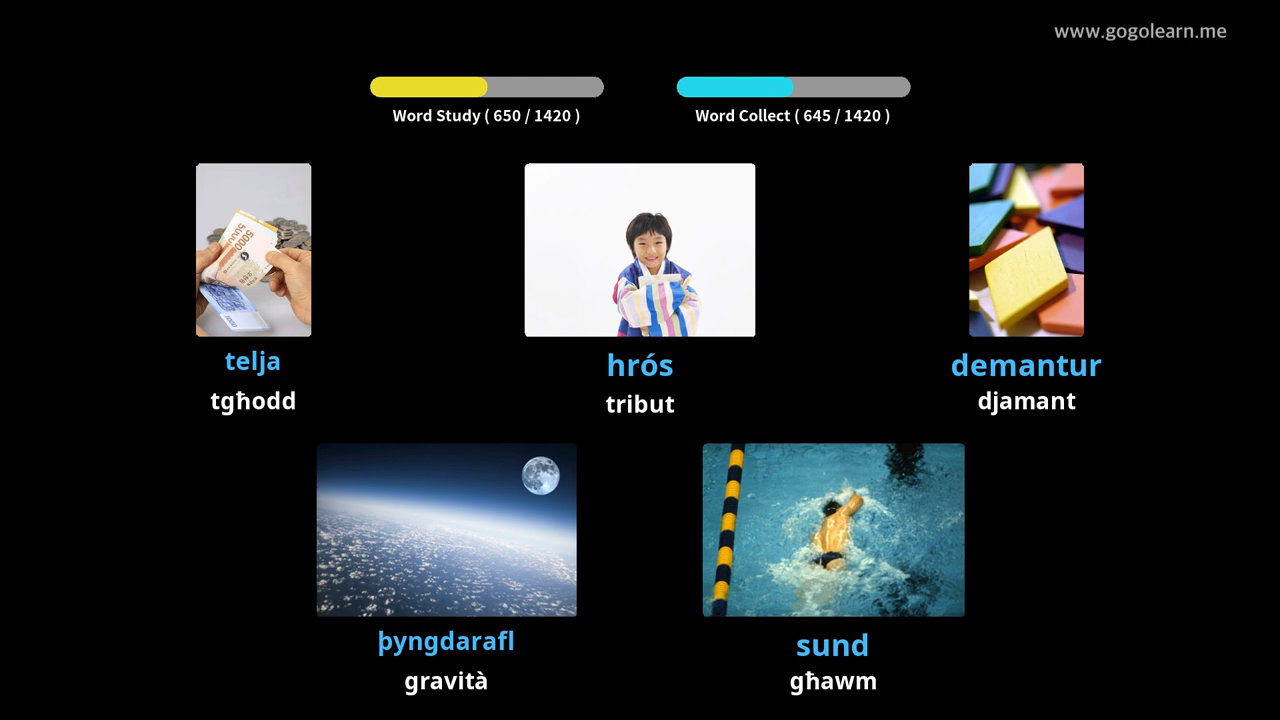 www.gogolearn.me
Word Study ( 650 / 1420 )
Word Collect ( 645 / 1420 )
5000
telja
tgħodd
hrós
tribut
demantur
djamant
þyngdarafl
gravità
sund
għawm